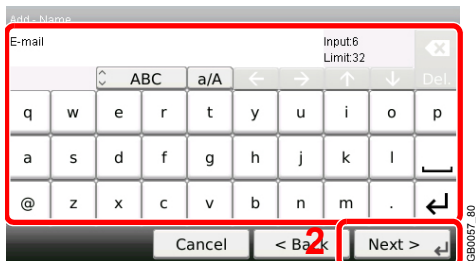 Add - Name
E-mail
Input:6
Limit:32
ABC a/A ← → ↑ ↓ Del.
q w e r t y u i o p
a s d f g h j k l
@ z x c v b n m . ↵
Cancel < Back 2 Next > ↵
GB0057_80